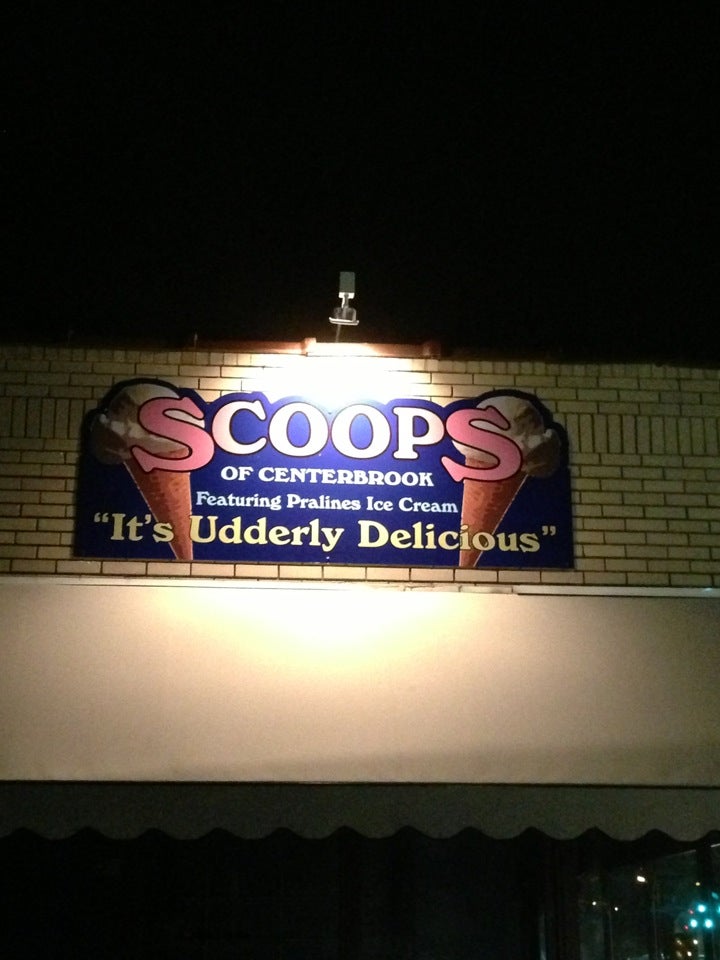 SCOOPS
OF CENTERBROOK
Featuring Pralines Ice Cream
"It's Udderly Delicious"